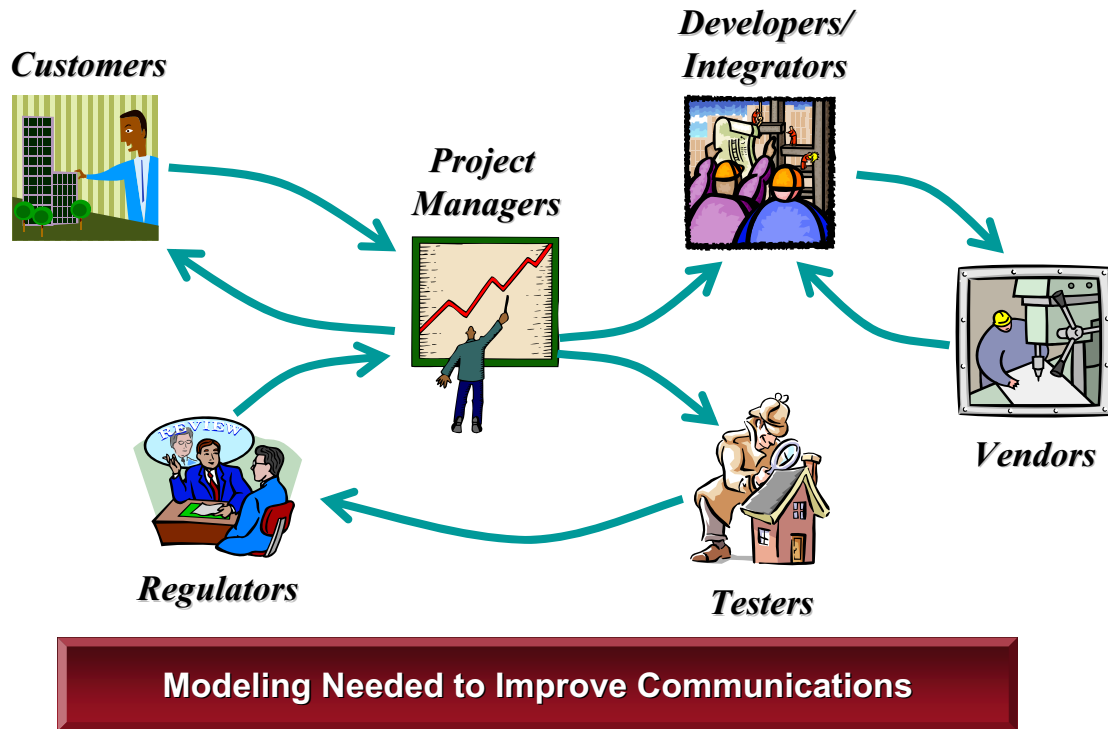 Developers/
Integrators
Customers
Project
Managers
REVIEW
Vendors
Regulators
Testers
Modeling Needed to Improve Communications